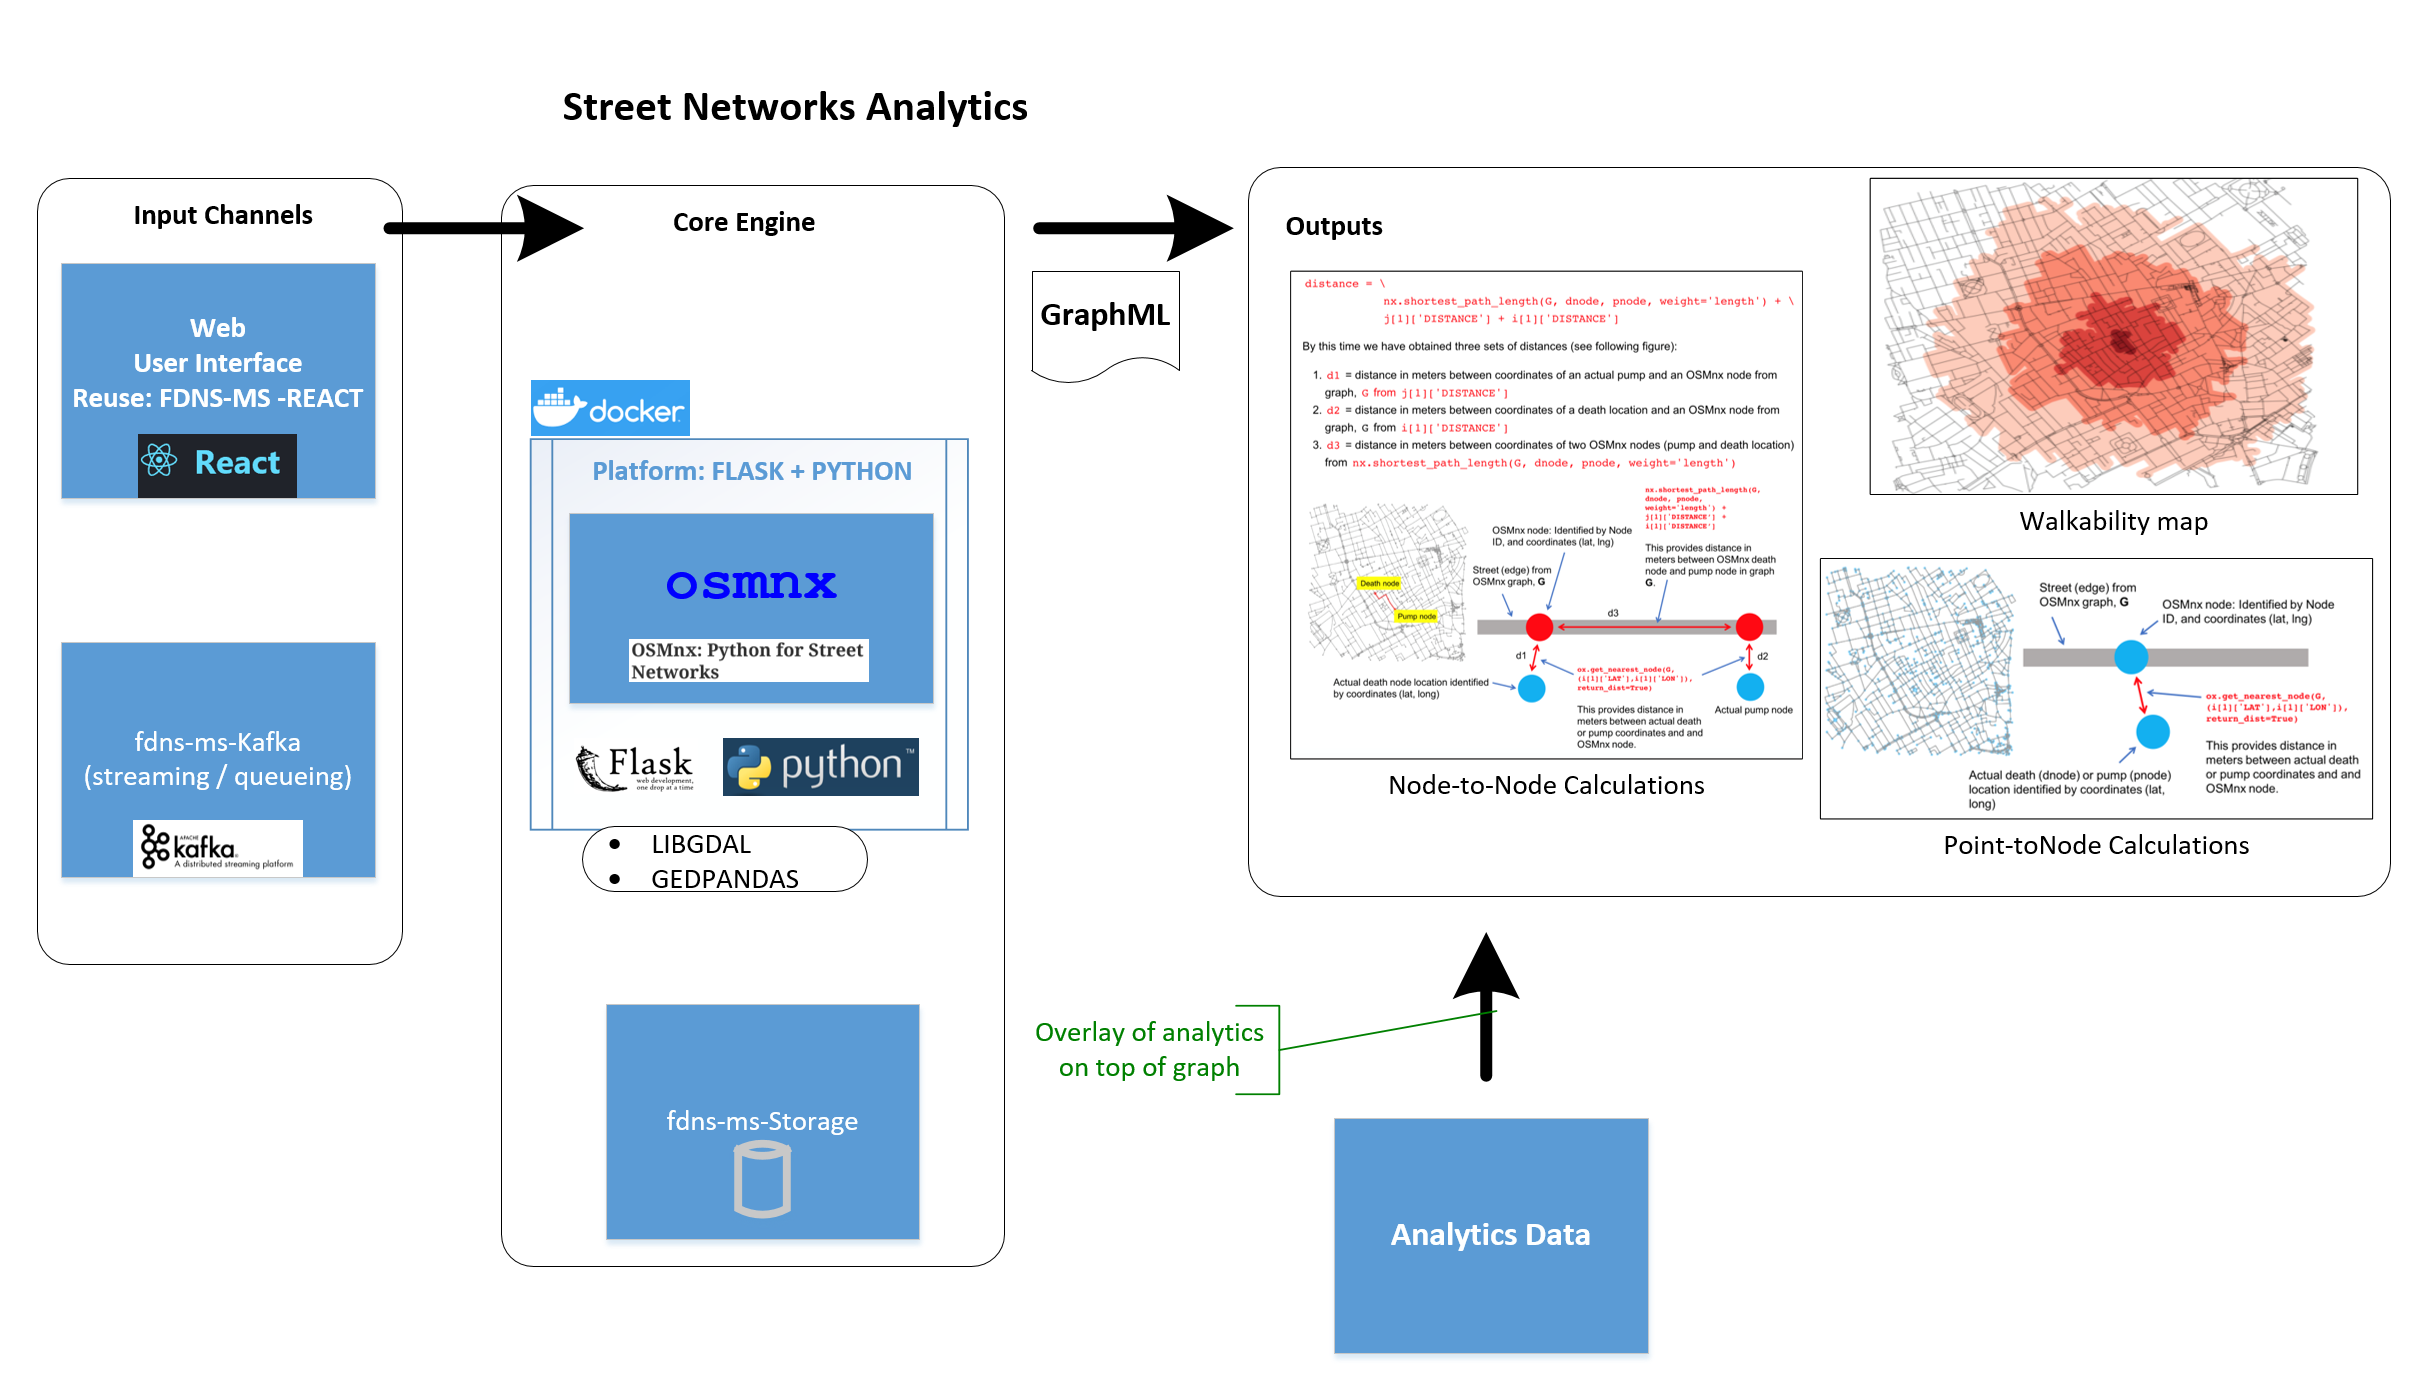 Street Networks Analytics
Input Channels
Web
User Interface
Reuse: FDNS-MS -REACT
React
fdns-ms-Kafka
(streaming / queueing)
APACHE
kafka
A distributed streaming platform
Core Engine
docker
Platform: FLASK + PYTHON
osmnx
OSMnx: Python for Street
Networks
Flask
web development,
one drop at a time
python™
• LIBGDAL
• GEDPANDAS
fdns-ms-Storage
GraphML
Outputs
distance = \
nx.shortest_path_length(G, dnode, pnode, weight='length') + \
j[1]['DISTANCE'] + i[1]['DISTANCE']
By this time we have obtained three sets of distances (see following figure):
1. d1 = distance in meters between coordinates of an actual pump and an OSMnx node from
graph, G from j[1]['DISTANCE']
2. d2 = distance in meters between coordinates of a death location and an OSMnx node from
graph, G from i[1]['DISTANCE']
3. d3 = distance in meters between coordinates of two OSMnx nodes (pump and death location)
from nx.shortest_path_length(G, dnode, pnode, weight='length')
nx.shortest_path_length(G,
dnode, pnode,
weight='length') +
j[1]['DISTANCE'] +
i[1]['DISTANCE']
OSMnx node: Identified by Node
ID, and coordinates (lat, lng)
This provides distance in
meters between OSMnx death
node and pump node in graph
G.
Street (edge) from
OSMnx graph, G
Death node
Pump node
d3
d1
d2
ox.get_nearest_node(G,
(i[1]['LAT'],i[1]['LON']),
return_dist=True)
Actual death node location identified
by coordinates (lat, long)
This provides distance in
meters between actual death
or pump coordinates and and
OSMnx node.
Actual pump node
Node-to-Node Calculations
Walkability map
Street (edge) from
OSMnx graph, G
OSMnx node: Identified by Node
ID, and coordinates (lat, lng)
ox.get_nearest_node(G,
(i[1]['LAT'],i[1]['LON']),
return_dist=True)
This provides distance in
meters between actual death
or pump coordinates and and
OSMnx node.
Actual death (dnode) or pump (pnode)
location identified by coordinates (lat,
long)
Point-toNode Calculations
Overlay of analytics
on top of graph
Analytics Data